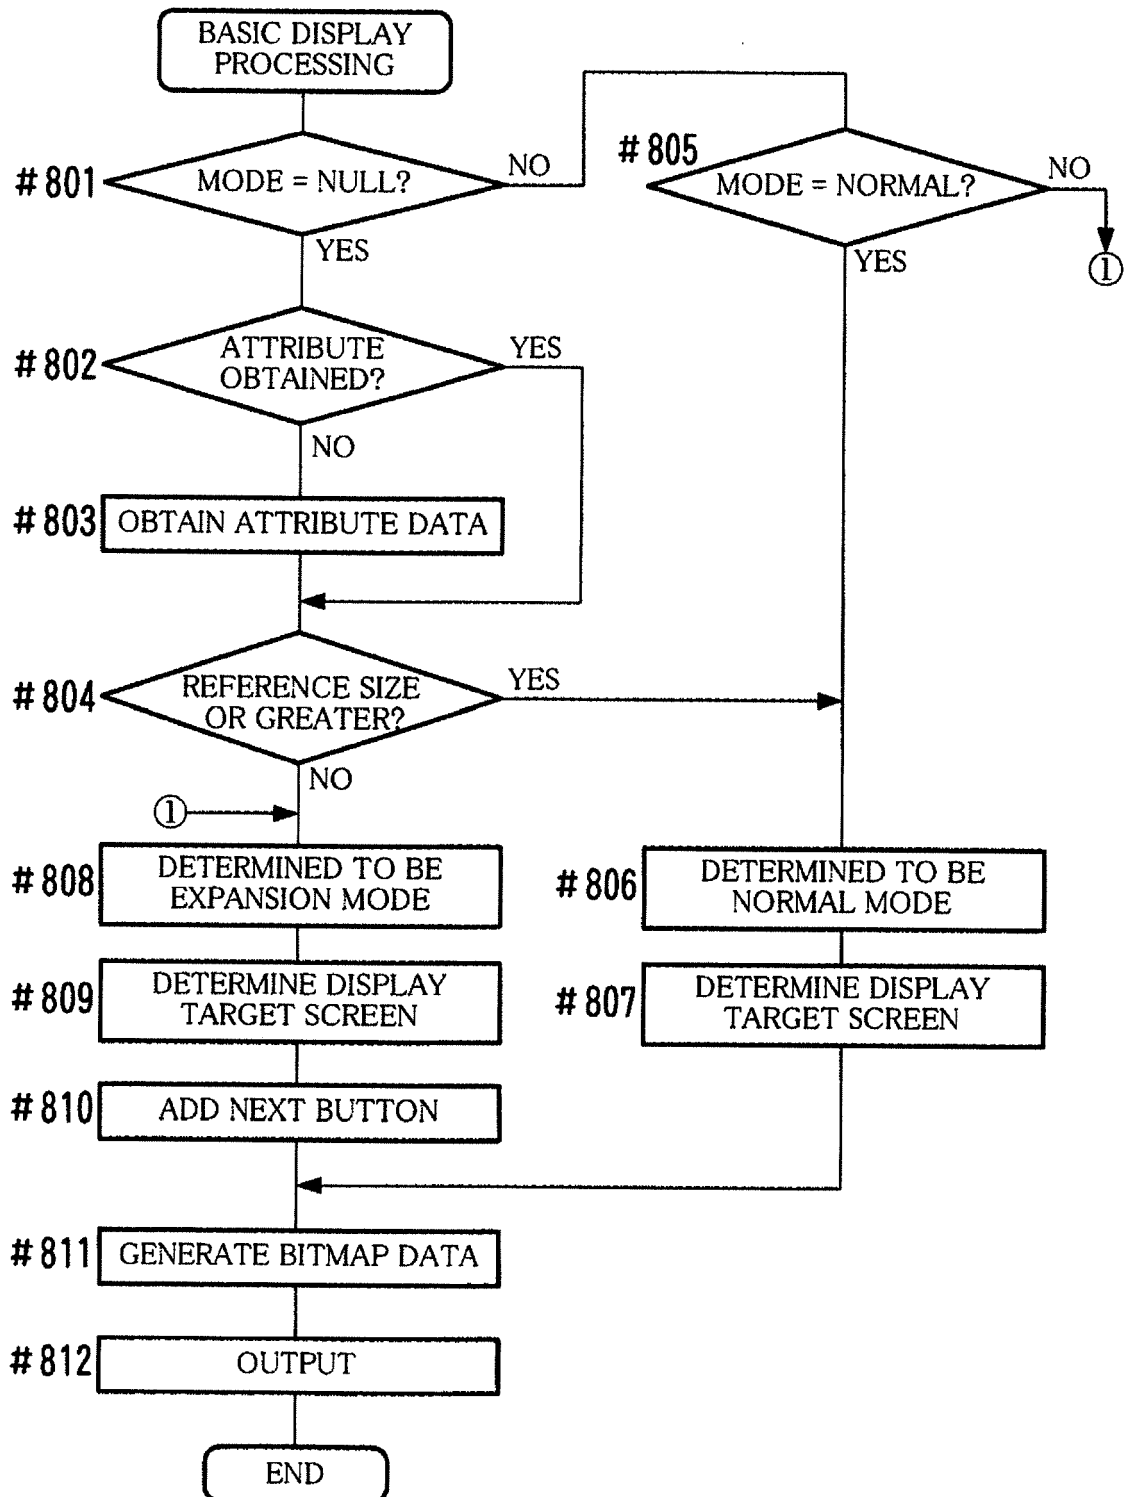 BASIC DISPLAY
PROCESSING
#801
MODE = NULL?
NO
YES
#805
MODE = NORMAL?
NO
YES
①
#802
ATTRIBUTE
OBTAINED?
YES
NO
#803
OBTAIN ATTRIBUTE DATA
#804
REFERENCE SIZE
OR GREATER?
YES
NO
①
#808
DETERMINED TO BE
EXPANSION MODE
#806
DETERMINED TO BE
NORMAL MODE
#809
DETERMINE DISPLAY
TARGET SCREEN
#807
DETERMINE DISPLAY
TARGET SCREEN
#810
ADD NEXT BUTTON
#811
GENERATE BITMAP DATA
#812
OUTPUT
END